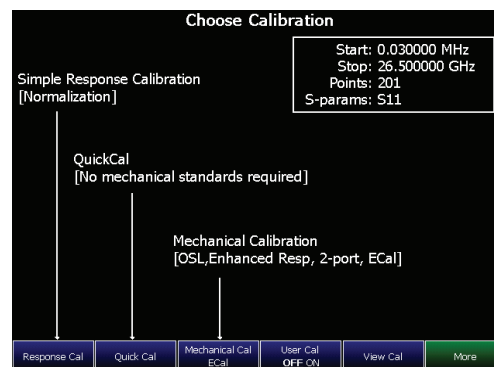 Choose Calibration
Start: 0.030000 MHz
Stop: 26.500000 GHz
Points: 201
S-params: S11
Simple Response Calibration
[Normalization]
QuickCal
[No mechanical standards required]
Mechanical Calibration
[OSL,Enhanced Resp, 2-port, ECal]
Response Cal
Quick Cal
Mechanical Cal
ECal
User Cal
OFF ON
View Cal
More